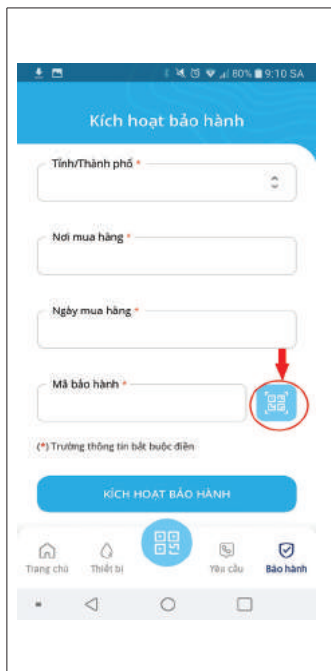 80% 9:10 SA
Kích hoạt bảo hành
Tỉnh/Thành phố *
Nơi mua hàng *
Ngày mua hàng *
Mã bảo hành *
(*) Trường thông tin bắt buộc điền
KÍCH HOẠT BẢO HÀNH
Trang chủ Thiết bị Yêu cầu Bảo hành